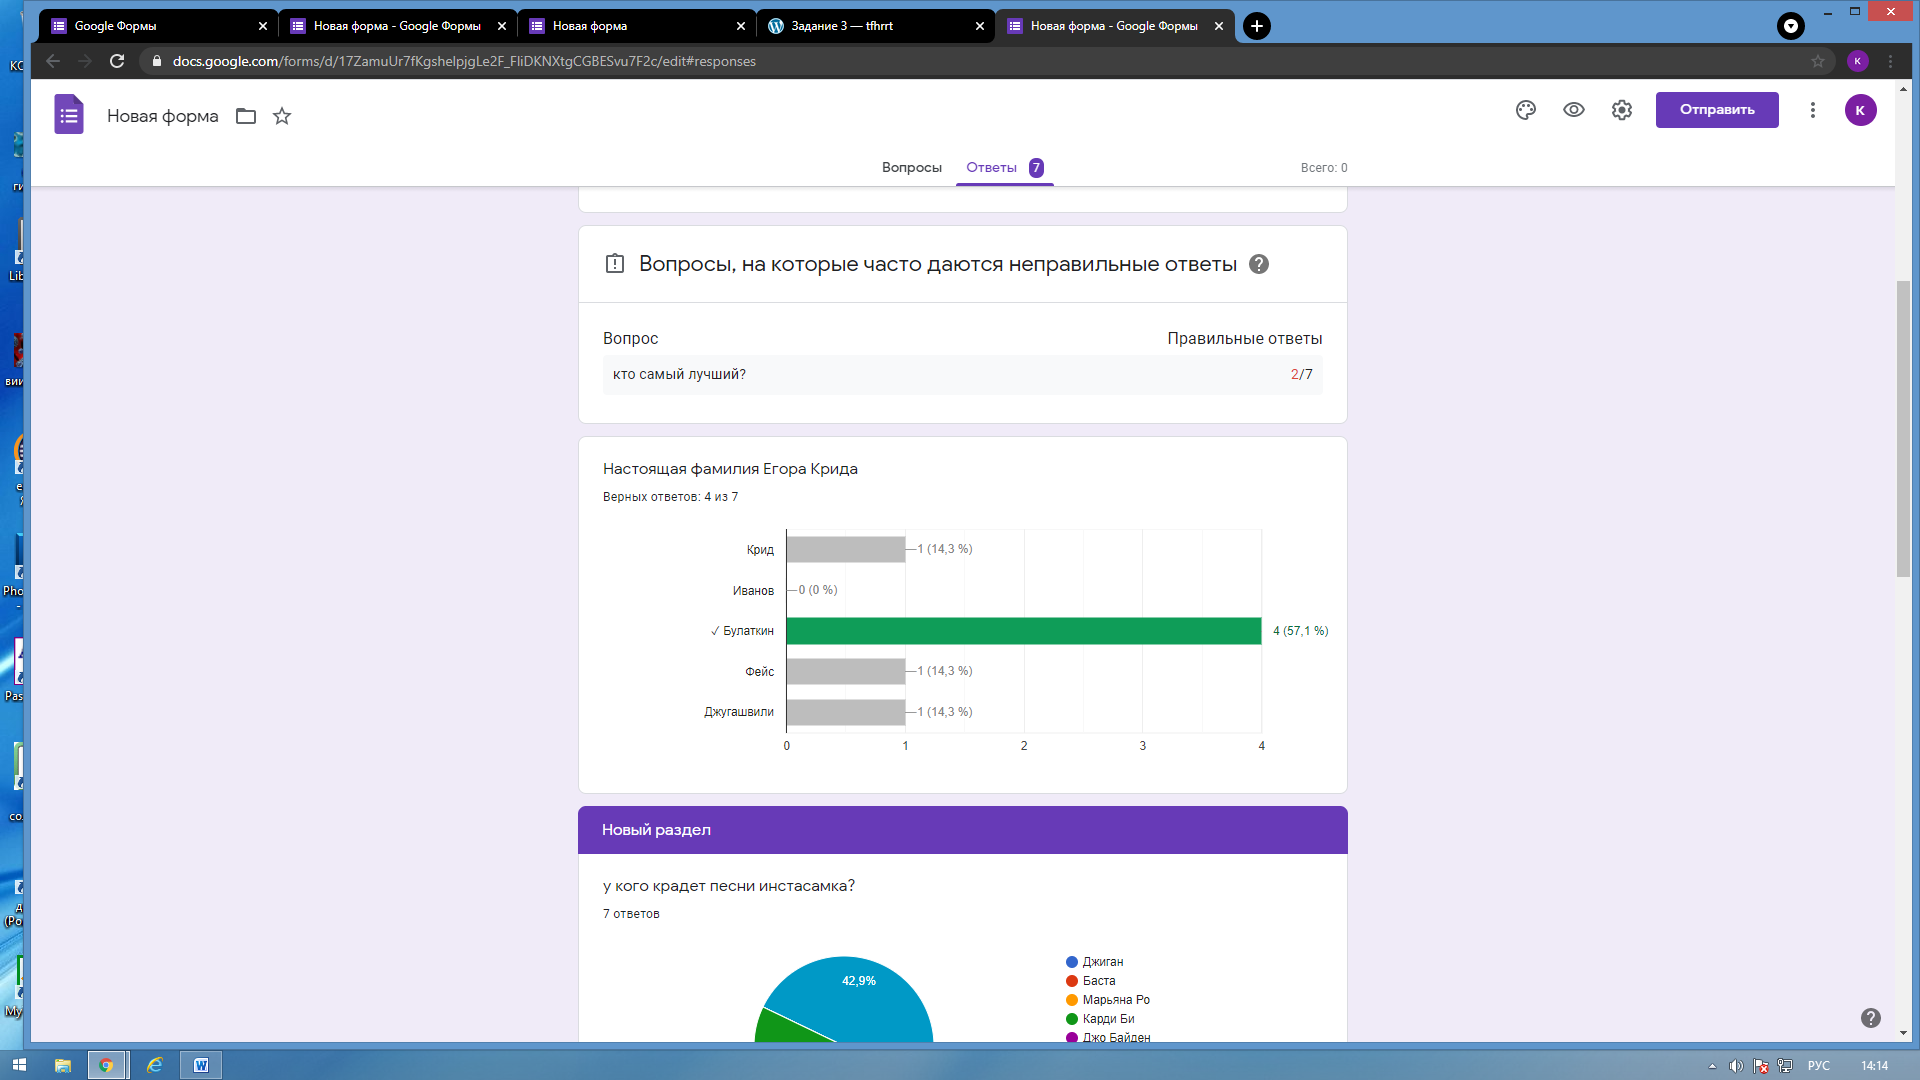 Google Формы
Новая форма - Google Формы
Новая форма
Задание 3 — tfhrrt
Новая форма - Google Формы
docs.google.com/forms/d/17ZamuUr7fKgshelpjgLe2F_FliDKNXtgCGBESvu7F2c/edit#responses
K
Новая форма
Отправить
K
Вопросы
Ответы 7
Всего: 0
Вопросы, на которые часто даются неправильные ответы
Вопрос
Правильные ответы
кто самый лучший?
2/7
Настоящая фамилия Егора Крида
Верных ответов: 4 из 7
Крид
1 (14,3 %)
Иванов
0 (0 %)
✓ Булаткин
4 (57,1 %)
Фейс
1 (14,3 %)
Джугашвили
1 (14,3 %)
0 1 2 3 4
Новый раздел
у кого крадет песни инстасамка?
7 ответов
42,9%
Джиган
Баста
Марьяна Ро
Карди Би
Джо Байден
РУС
14:14